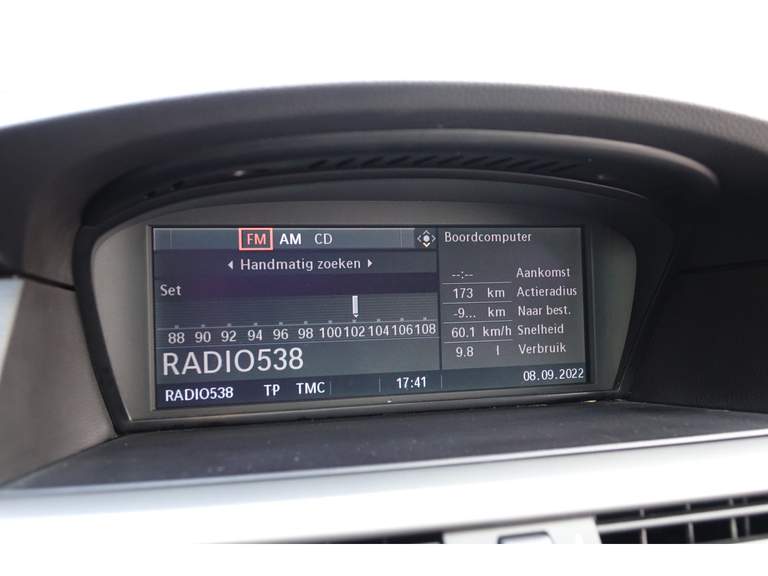 FM AM CD
Handmatig zoeken
Set
88 90 92 94 96 98 100 102 104 106 108
RADIO538
RADIO538 TP TMC 17:41
Boordcomputer
--:-- Aankomst
173 km Actieradius
-9... km Naar best.
60.1 km/h Snelheid
9.8 l Verbruik
08.09.2022